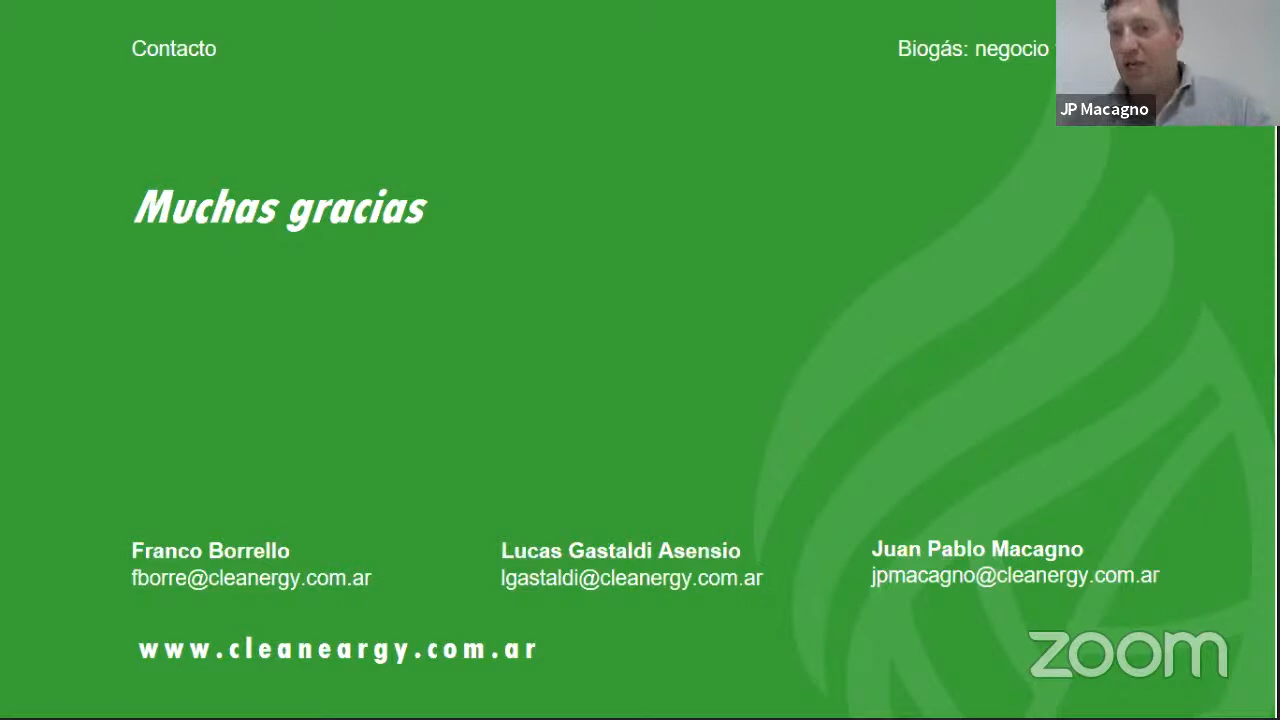 Contacto
Biogás: negocio
JP Macagno
Muchas gracias
Franco Borrello
fborre@cleanergy.com.ar
Lucas Gastaldi Asensio
lgastaldi@cleanergy.com.ar
Juan Pablo Macagno
jpmacagno@cleanergy.com.ar
www.cleaneargy.com.ar
zoom